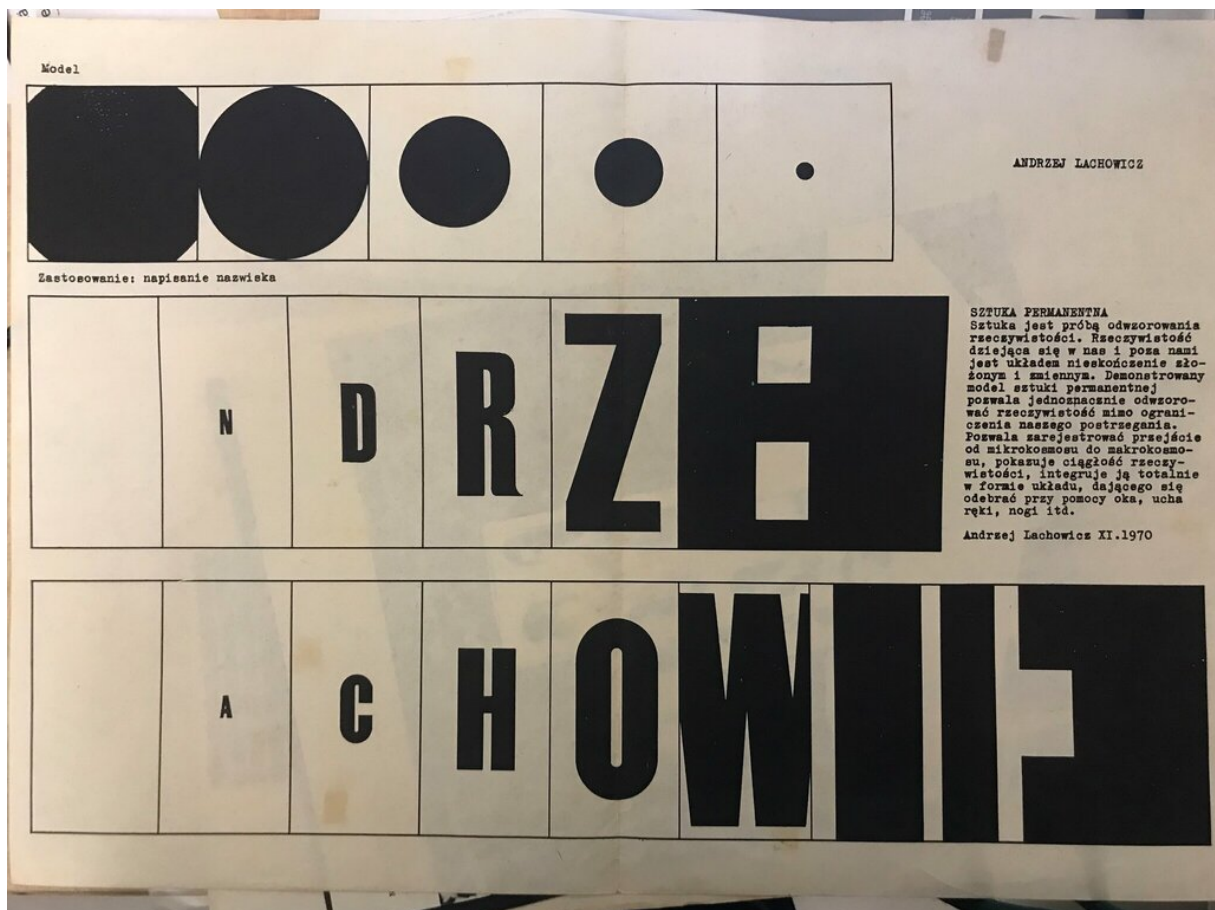 Model
ANDRZEJ LACHOWICZ
Zastosowanie: napisanie nazwiska
N D R Z E
SZTUKA PERMANENTNA
Sztuka jest próbą odwzorowania
rzeczywistości. Rzeczywistość
dziejąca się w nas i poza nami
jest układem nieskończenie zło-
żonym i zmiennym. Demonstrowany
model sztuki permanentnej
pozwala jednoznacznie odwzoro-
wać rzeczywistość mimo ograni-
czenia naszego postrzegania.
Pozwala zarejestrować przejście
od mikrokosmosu do makrokosmo-
su, pokazuje ciągłość rzeczy-
wistości, integruje ją totalnie
w formie układu, dającego się
odebrać przy pomocy oka, ucha
ręki, nogi itd.
Andrzej Lachowicz XI.1970
A C H O W I C